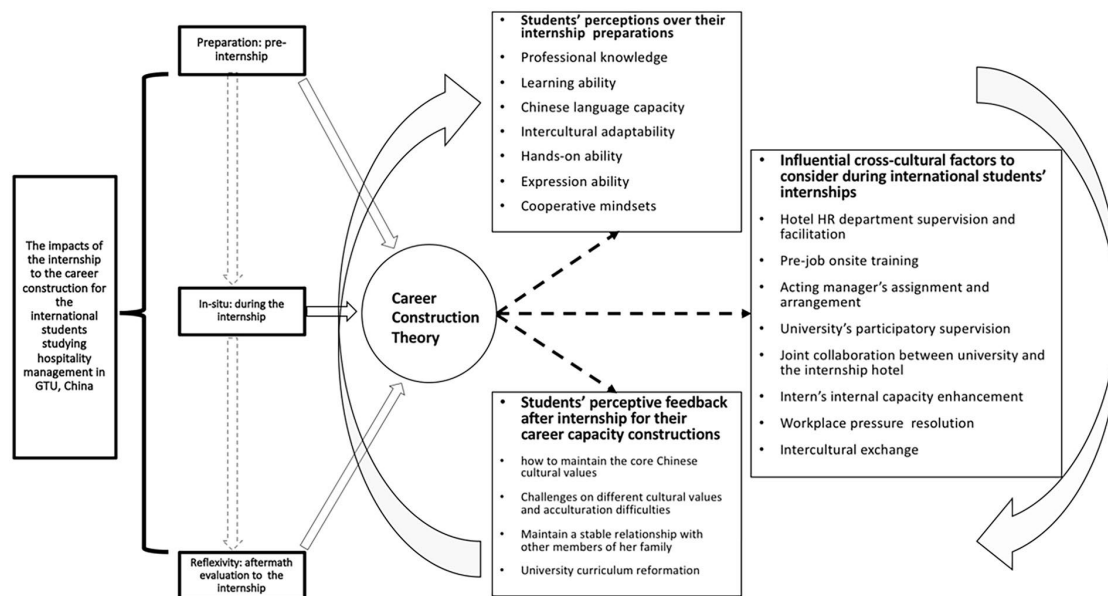 The impacts of
the internship
to the career
construction for
the
international
students
studying
hospitality
management in
GTU, China
Preparation: pre-
internship
In-situ: during the
internship
Reflexivity: aftermath
evaluation to the
internship
Career
Construction
Theory
• Students’ perceptions over their
internship preparations
• Professional knowledge
• Learning ability
• Chinese language capacity
• Intercultural adaptability
• Hands-on ability
• Expression ability
• Cooperative mindsets
• Influential cross-cultural factors to
consider during international students’
internships
• Hotel HR department supervision and
facilitation
• Pre-job onsite training
• Acting manager’s assignment and
arrangement
• University’s participatory supervision
• Joint collaboration between university and
the internship hotel
• Intern’s internal capacity enhancement
• Workplace pressure resolution
• Intercultural exchange
• Students’ perceptive feedback
after internship for their
career capacity constructions
• how to maintain the core Chinese
cultural values
• Challenges on different cultural values
and acculturation difficulties
• Maintain a stable relationship with
other members of her family
• University curriculum reformation